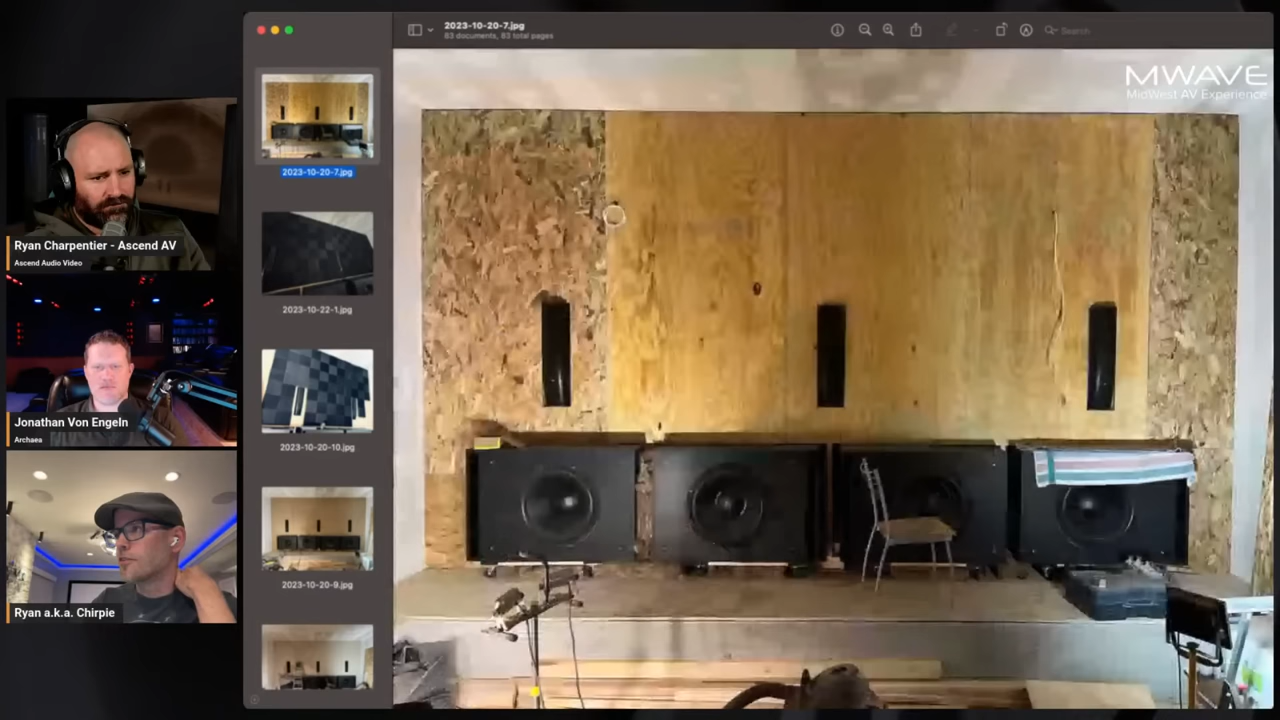 2023-10-20-7.jpg
83 documents, 83 total pages
Search
MWAVE
MidWest AV Experience
Ryan Charpentier - Ascend AV
Ascend Audio Video
Jonathan Von Engeln
Archaea
Ryan a.k.a. Chirpie
2023-10-20-7.jpg
2023-10-22-1.jpg
2023-10-20-10.jpg
2023-10-20-9.jpg